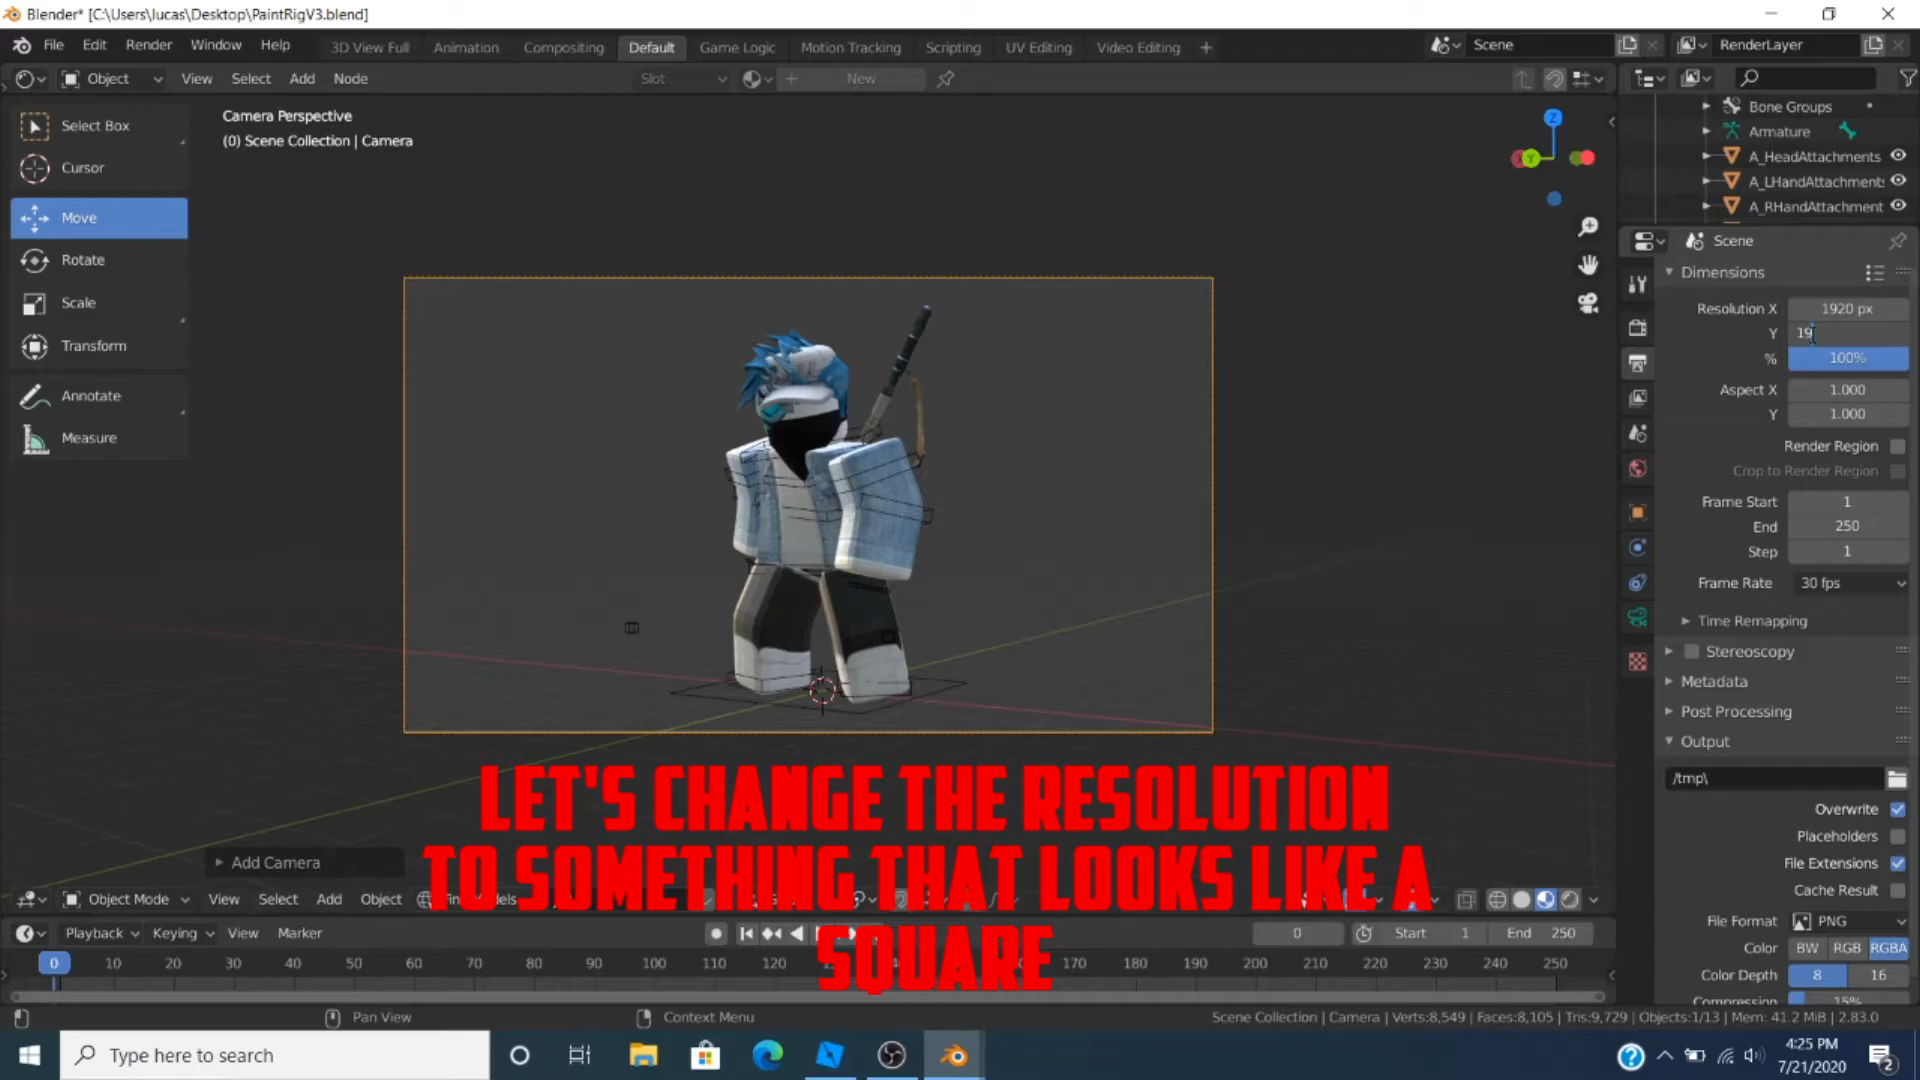 Blender* [C:\Users\lucas\Desktop\PaintRigV3.blend]
File Edit Render Window Help 3D View Full Animation Compositing Default Game Logic Motion Tracking Scripting UV Editing Video Editing + Scene RenderLayer
Object View Select Add Node Slot New
Select Box
Cursor
Move
Rotate
Scale
Transform
Annotate
Measure
Camera Perspective
(0) Scene Collection | Camera
Z
Y
Bone Groups
Armature
A_HeadAttachments
A_LHandAttachment
A_RHandAttachment
Scene
Dimensions
Resolution X 1920 px
Y 19
% 100%
Aspect X 1.000
Y 1.000
Render Region
Crop to Render Region
Frame Start 1
End 250
Step 1
Frame Rate 30 fps
Time Remapping
Stereoscopy
Metadata
Post Processing
Output
/tmp\
Overwrite
Placeholders
File Extensions
Cache Result
File Format PNG
Color BW RGB RGBA
Color Depth 8 16
Compression 15%
LET'S CHANGE THE RESOLUTION
TO SOMETHING THAT LOOKS LIKE A
SQUARE
Add Camera
Object Mode View Select Add Object
Playback Keying View Marker 0 Start 1 End 250
0 10 20 30 40 50 60 70 80 90 100 110 120 170 180 190 200 210 220 230 240 250
Pan View Context Menu Scene Collection | Camera | Verts:8,549 | Faces:8,105 | Tris:9,729 | Objects:1/13 | Mem: 41.2 MiB | 2.83.0
Type here to search
4:25 PM
7/21/2020
2